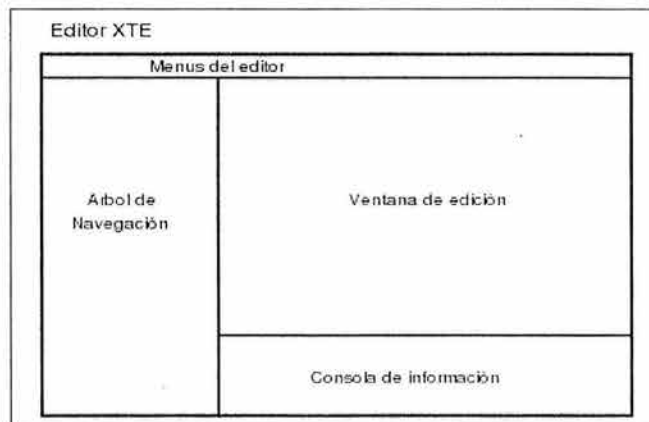 Editor XTE
Menus del editor
Arbol de
Navegación
Ventana de edición
Consola de información